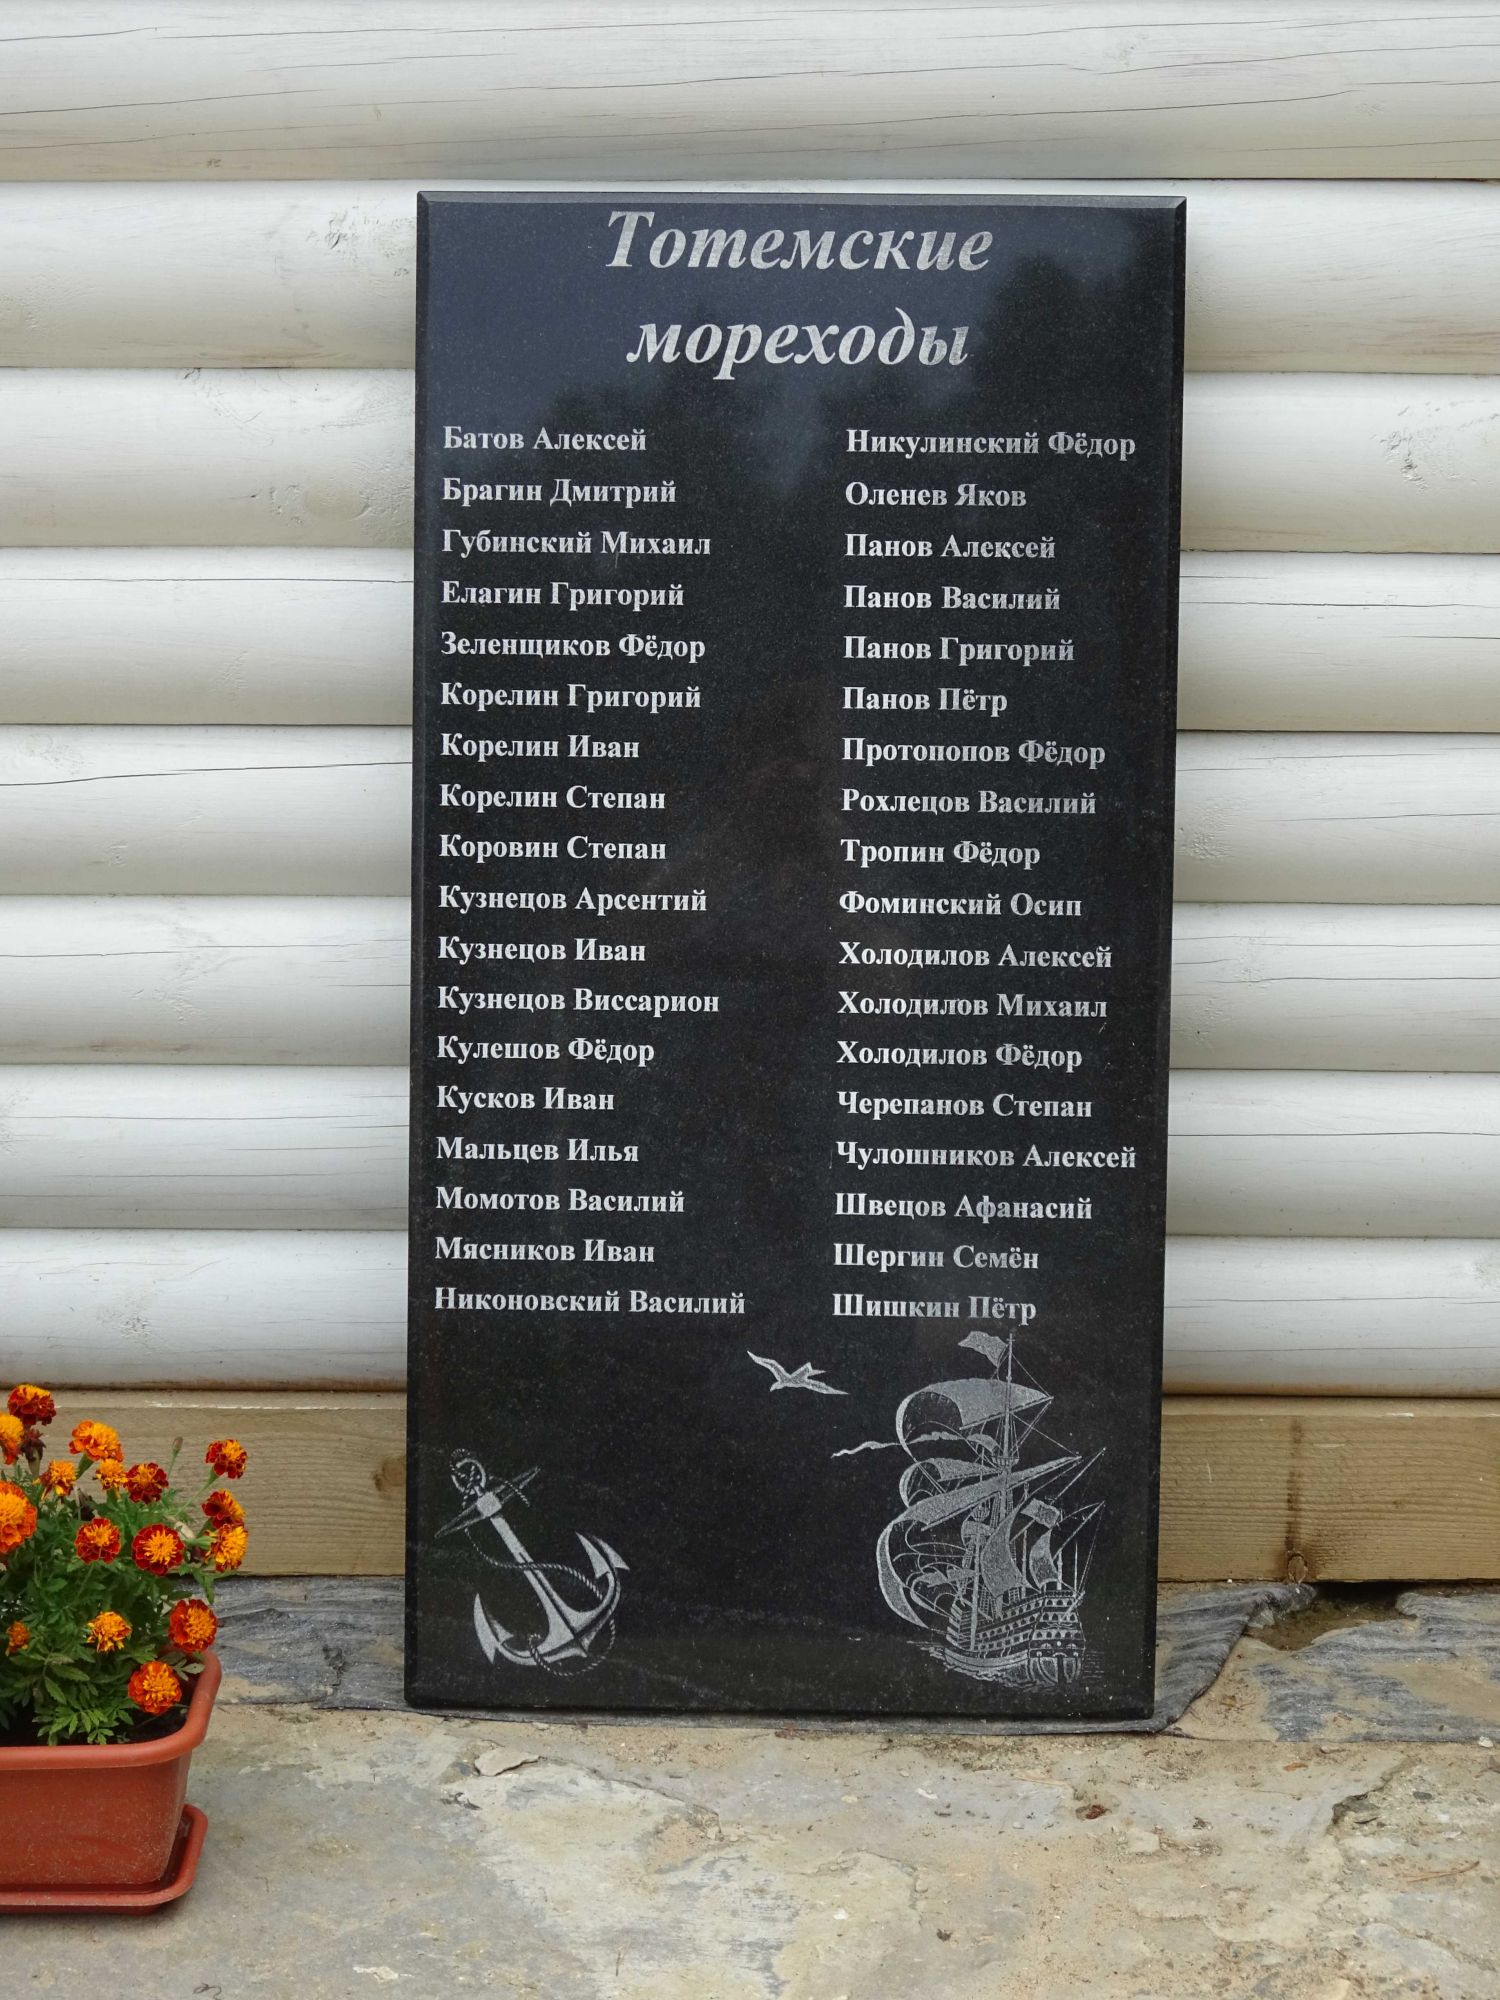 Тотемские
мореходы
Батов Алексей
Брагин Дмитрий
Губинский Михаил
Елагин Григорий
Зеленщиков Фёдор
Корелин Григорий
Корелин Иван
Корелин Степан
Коровин Степан
Кузнецов Арсентий
Кузнецов Иван
Кузнецов Виссарион
Кулешов Фёдор
Кусков Иван
Мальцев Илья
Момотов Василий
Мясников Иван
Никоновский Василий
Никулинский Фёдор
Оленев Яков
Панов Алексей
Панов Василий
Панов Григорий
Панов Пётр
Протопопов Фёдор
Рохлецов Василий
Тропин Фёдор
Фоминский Осип
Холодилов Алексей
Холодилов Михаил
Холодилов Фёдор
Черепанов Степан
Чулошников Алексей
Швецов Афанасий
Шергин Семён
Шишкин Пётр